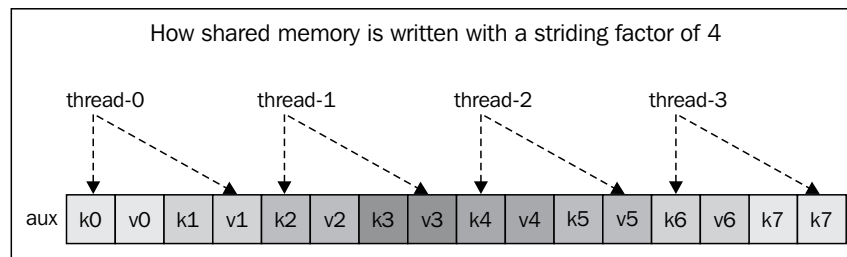 How shared memory is written with a striding factor of 4
thread-0 thread-1 thread-2 thread-3
aux k0 v0 k1 v1 k2 v2 k3 v3 k4 v4 k5 v5 k6 v6 k7 k7